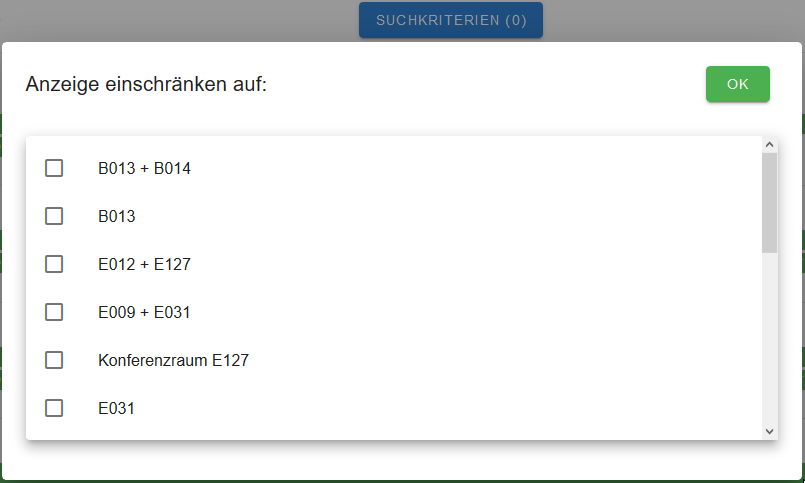 SUCHKRITERIEN (0)
Anzeige einschränken auf:
OK
B013 + B014
B013
E012 + E127
E009 + E031
Konferenzraum E127
E031